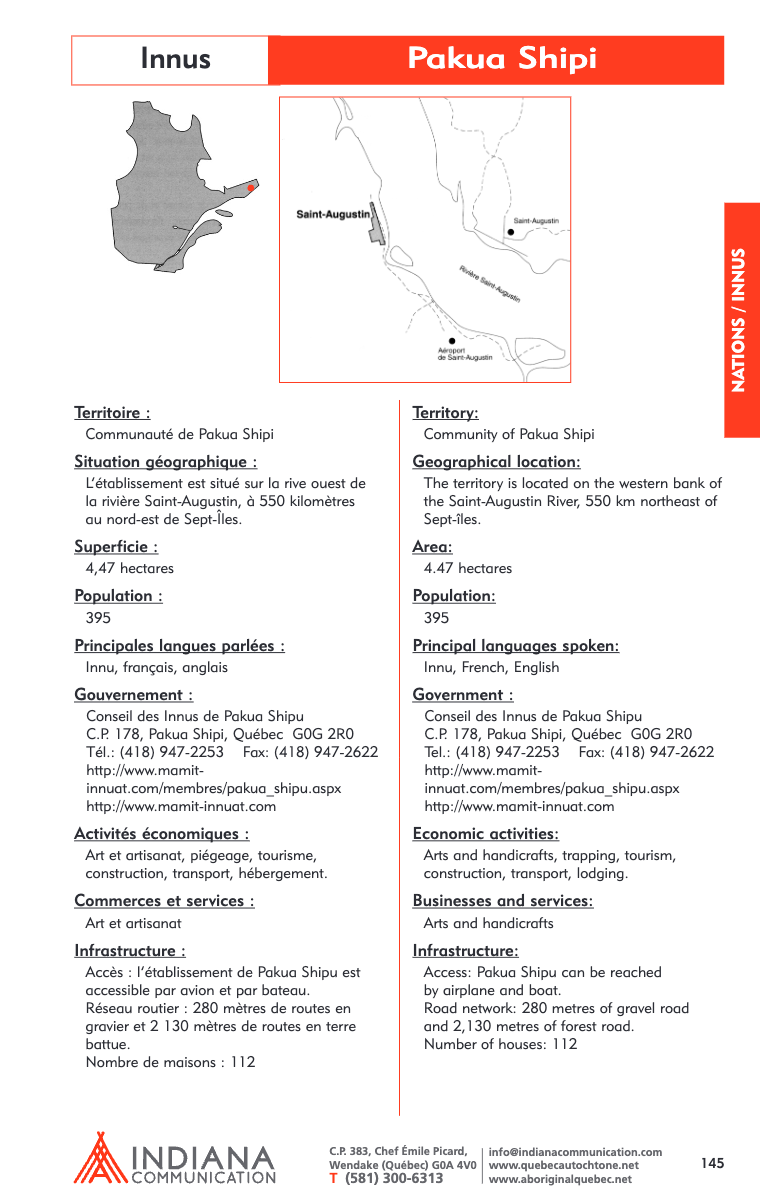 Innus
Pakua Shipi
Saint-Augustin
Saint-Augustin
Rivière Saint-Augustin
Aéroport
de Saint-Augustin
NATIONS / INNUS
Territoire :
Communauté de Pakua Shipi
Situation géographique :
L’établissement est situé sur la rive ouest de
la rivière Saint-Augustin, à 550 kilomètres
au nord-est de Sept-Îles.
Superficie :
4,47 hectares
Population :
395
Principales langues parlées :
Innu, français, anglais
Gouvernement :
Conseil des Innus de Pakua Shipu
C.P. 178, Pakua Shipi, Québec  G0G 2R0
Tél.: (418) 947-2253    Fax: (418) 947-2622
http://www.mamit-
innuat.com/membres/pakua_shipu.aspx
http://www.mamit-innuat.com
Activités économiques :
Art et artisanat, piégeage, tourisme,
construction, transport, hébergement.
Commerces et services :
Art et artisanat
Infrastructure :
Accès : l’établissement de Pakua Shipu est
accessible par avion et par bateau.
Réseau routier : 280 mètres de routes en
gravier et 2 130 mètres de routes en terre
battue.
Nombre de maisons : 112
Territory:
Community of Pakua Shipi
Geographical location:
The territory is located on the western bank of
the Saint-Augustin River, 550 km northeast of
Sept-îles.
Area:
4.47 hectares
Population:
395
Principal languages spoken:
Innu, French, English
Government :
Conseil des Innus de Pakua Shipu
C.P. 178, Pakua Shipi, Québec  G0G 2R0
Tel.: (418) 947-2253    Fax: (418) 947-2622
http://www.mamit-
innuat.com/membres/pakua_shipu.aspx
http://www.mamit-innuat.com
Economic activities:
Arts and handicrafts, trapping, tourism,
construction, transport, lodging.
Businesses and services:
Arts and handicrafts
Infrastructure:
Access: Pakua Shipu can be reached
by airplane and boat.
Road network: 280 metres of gravel road
and 2,130 metres of forest road.
Number of houses: 112
INDIANA
COMMUNICATION
C.P. 383, Chef Émile Picard,
Wendake (Québec) G0A 4V0
T (581) 300-6313
info@indianacommunication.com
www.quebecautochtone.net
www.aboriginalquebec.net
145